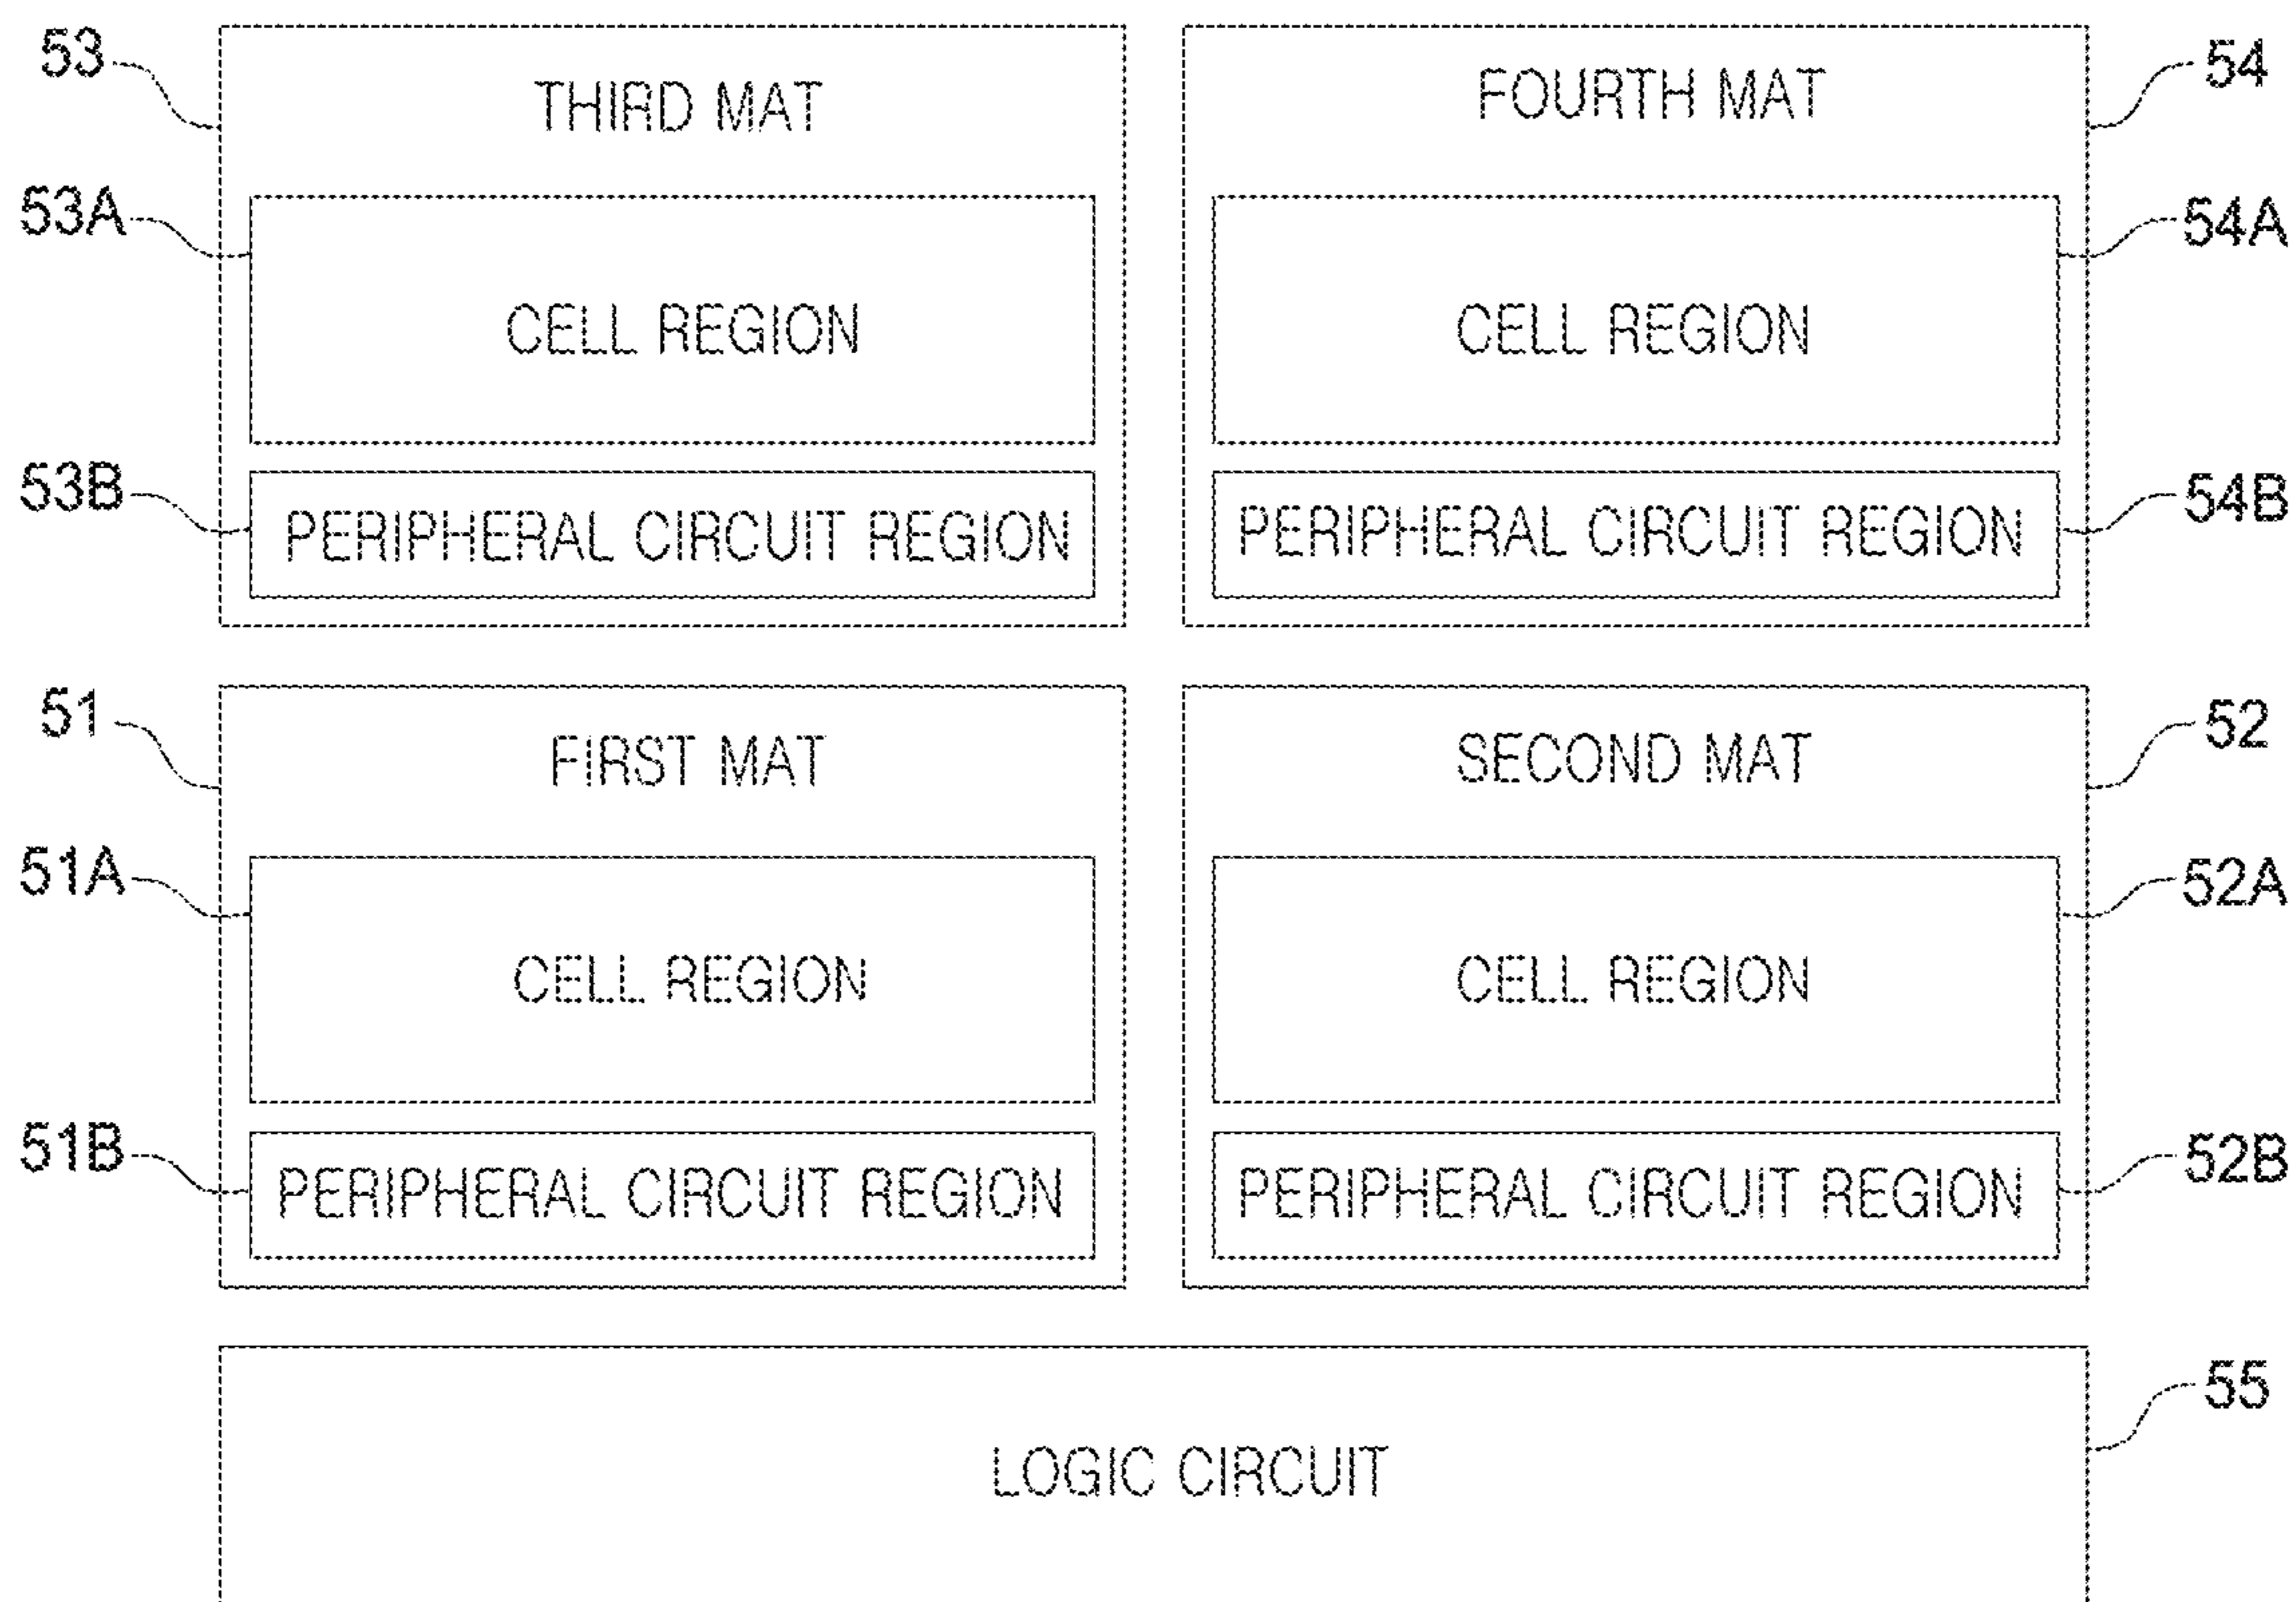 53
THIRD MAT
FOURTH MAT
54
53A
CELL REGION
CELL REGION
54A
53B
PERIPHERAL CIRCUIT REGION
PERIPHERAL CIRCUIT REGION
54B
51
FIRST MAT
SECOND MAT
52
51A
CELL REGION
CELL REGION
52A
51B
PERIPHERAL CIRCUIT REGION
PERIPHERAL CIRCUIT REGION
52B
LOGIC CIRCUIT
55